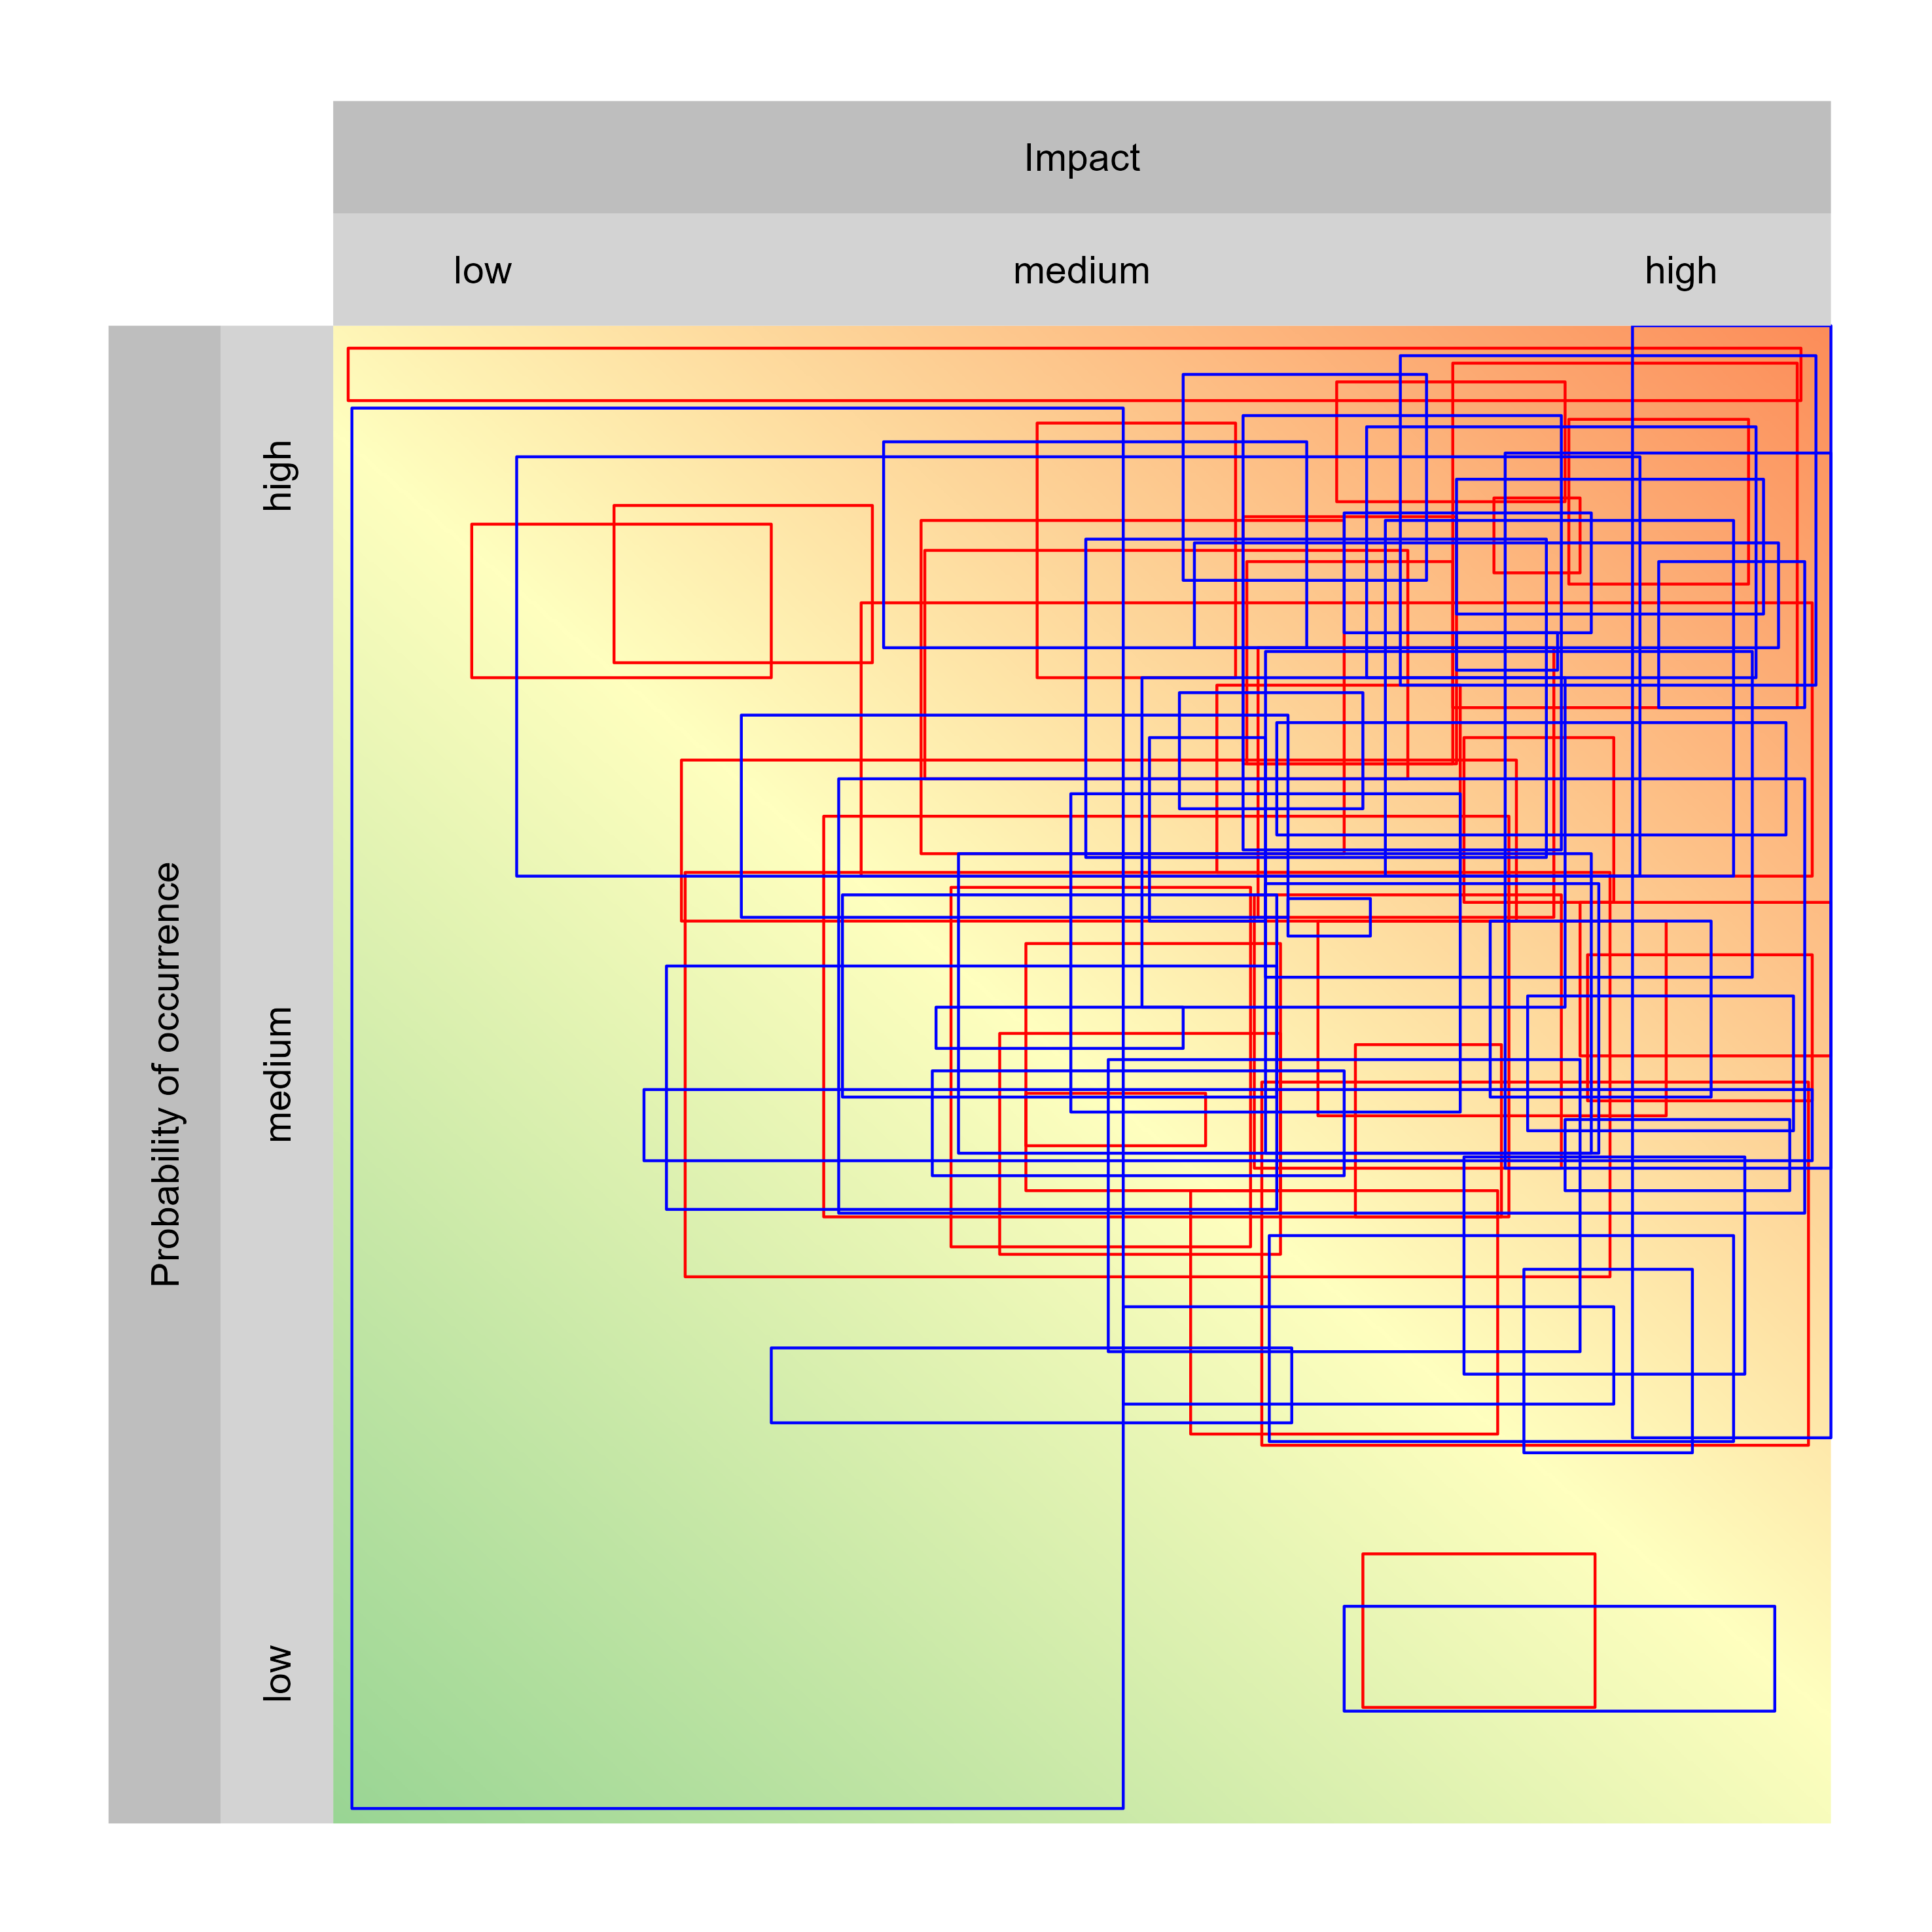 Impact
low medium high
Probability of occurrence
high
medium
low